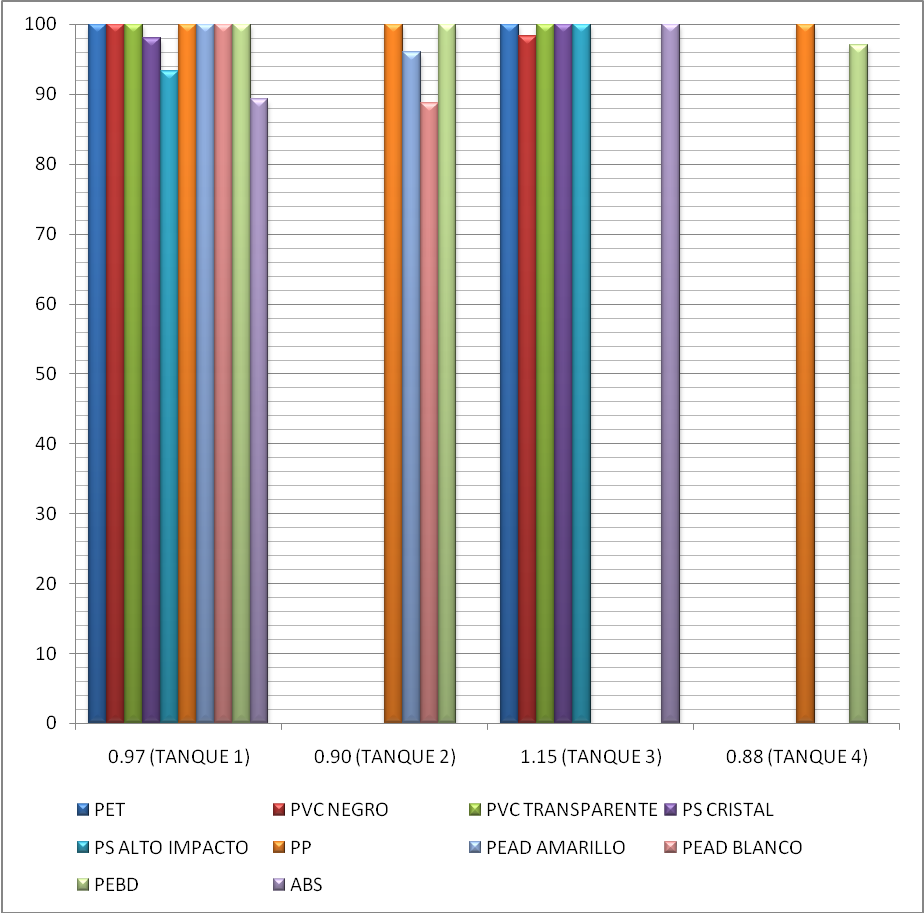 100
90
80
70
60
50
40
30
20
10
0
0.97 (TANQUE 1) 0.90 (TANQUE 2) 1.15 (TANQUE 3) 0.88 (TANQUE 4)
PET PVC NEGRO PVC TRANSPARENTE PS CRISTAL
PS ALTO IMPACTO PP PEAD AMARILLO PEAD BLANCO
PEBD ABS